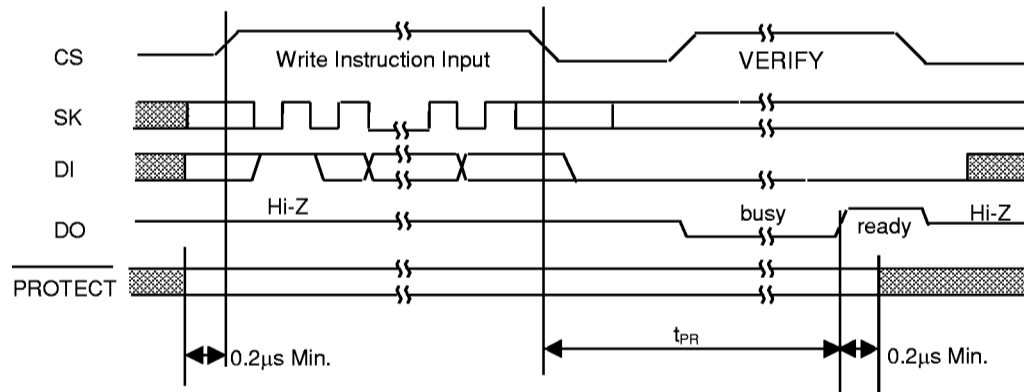 CS
Write Instruction Input
VERIFY
SK
DI
Hi-Z
busy
ready
Hi-Z
DO
PROTECT
tPR
0.2µs Min.
0.2µs Min.